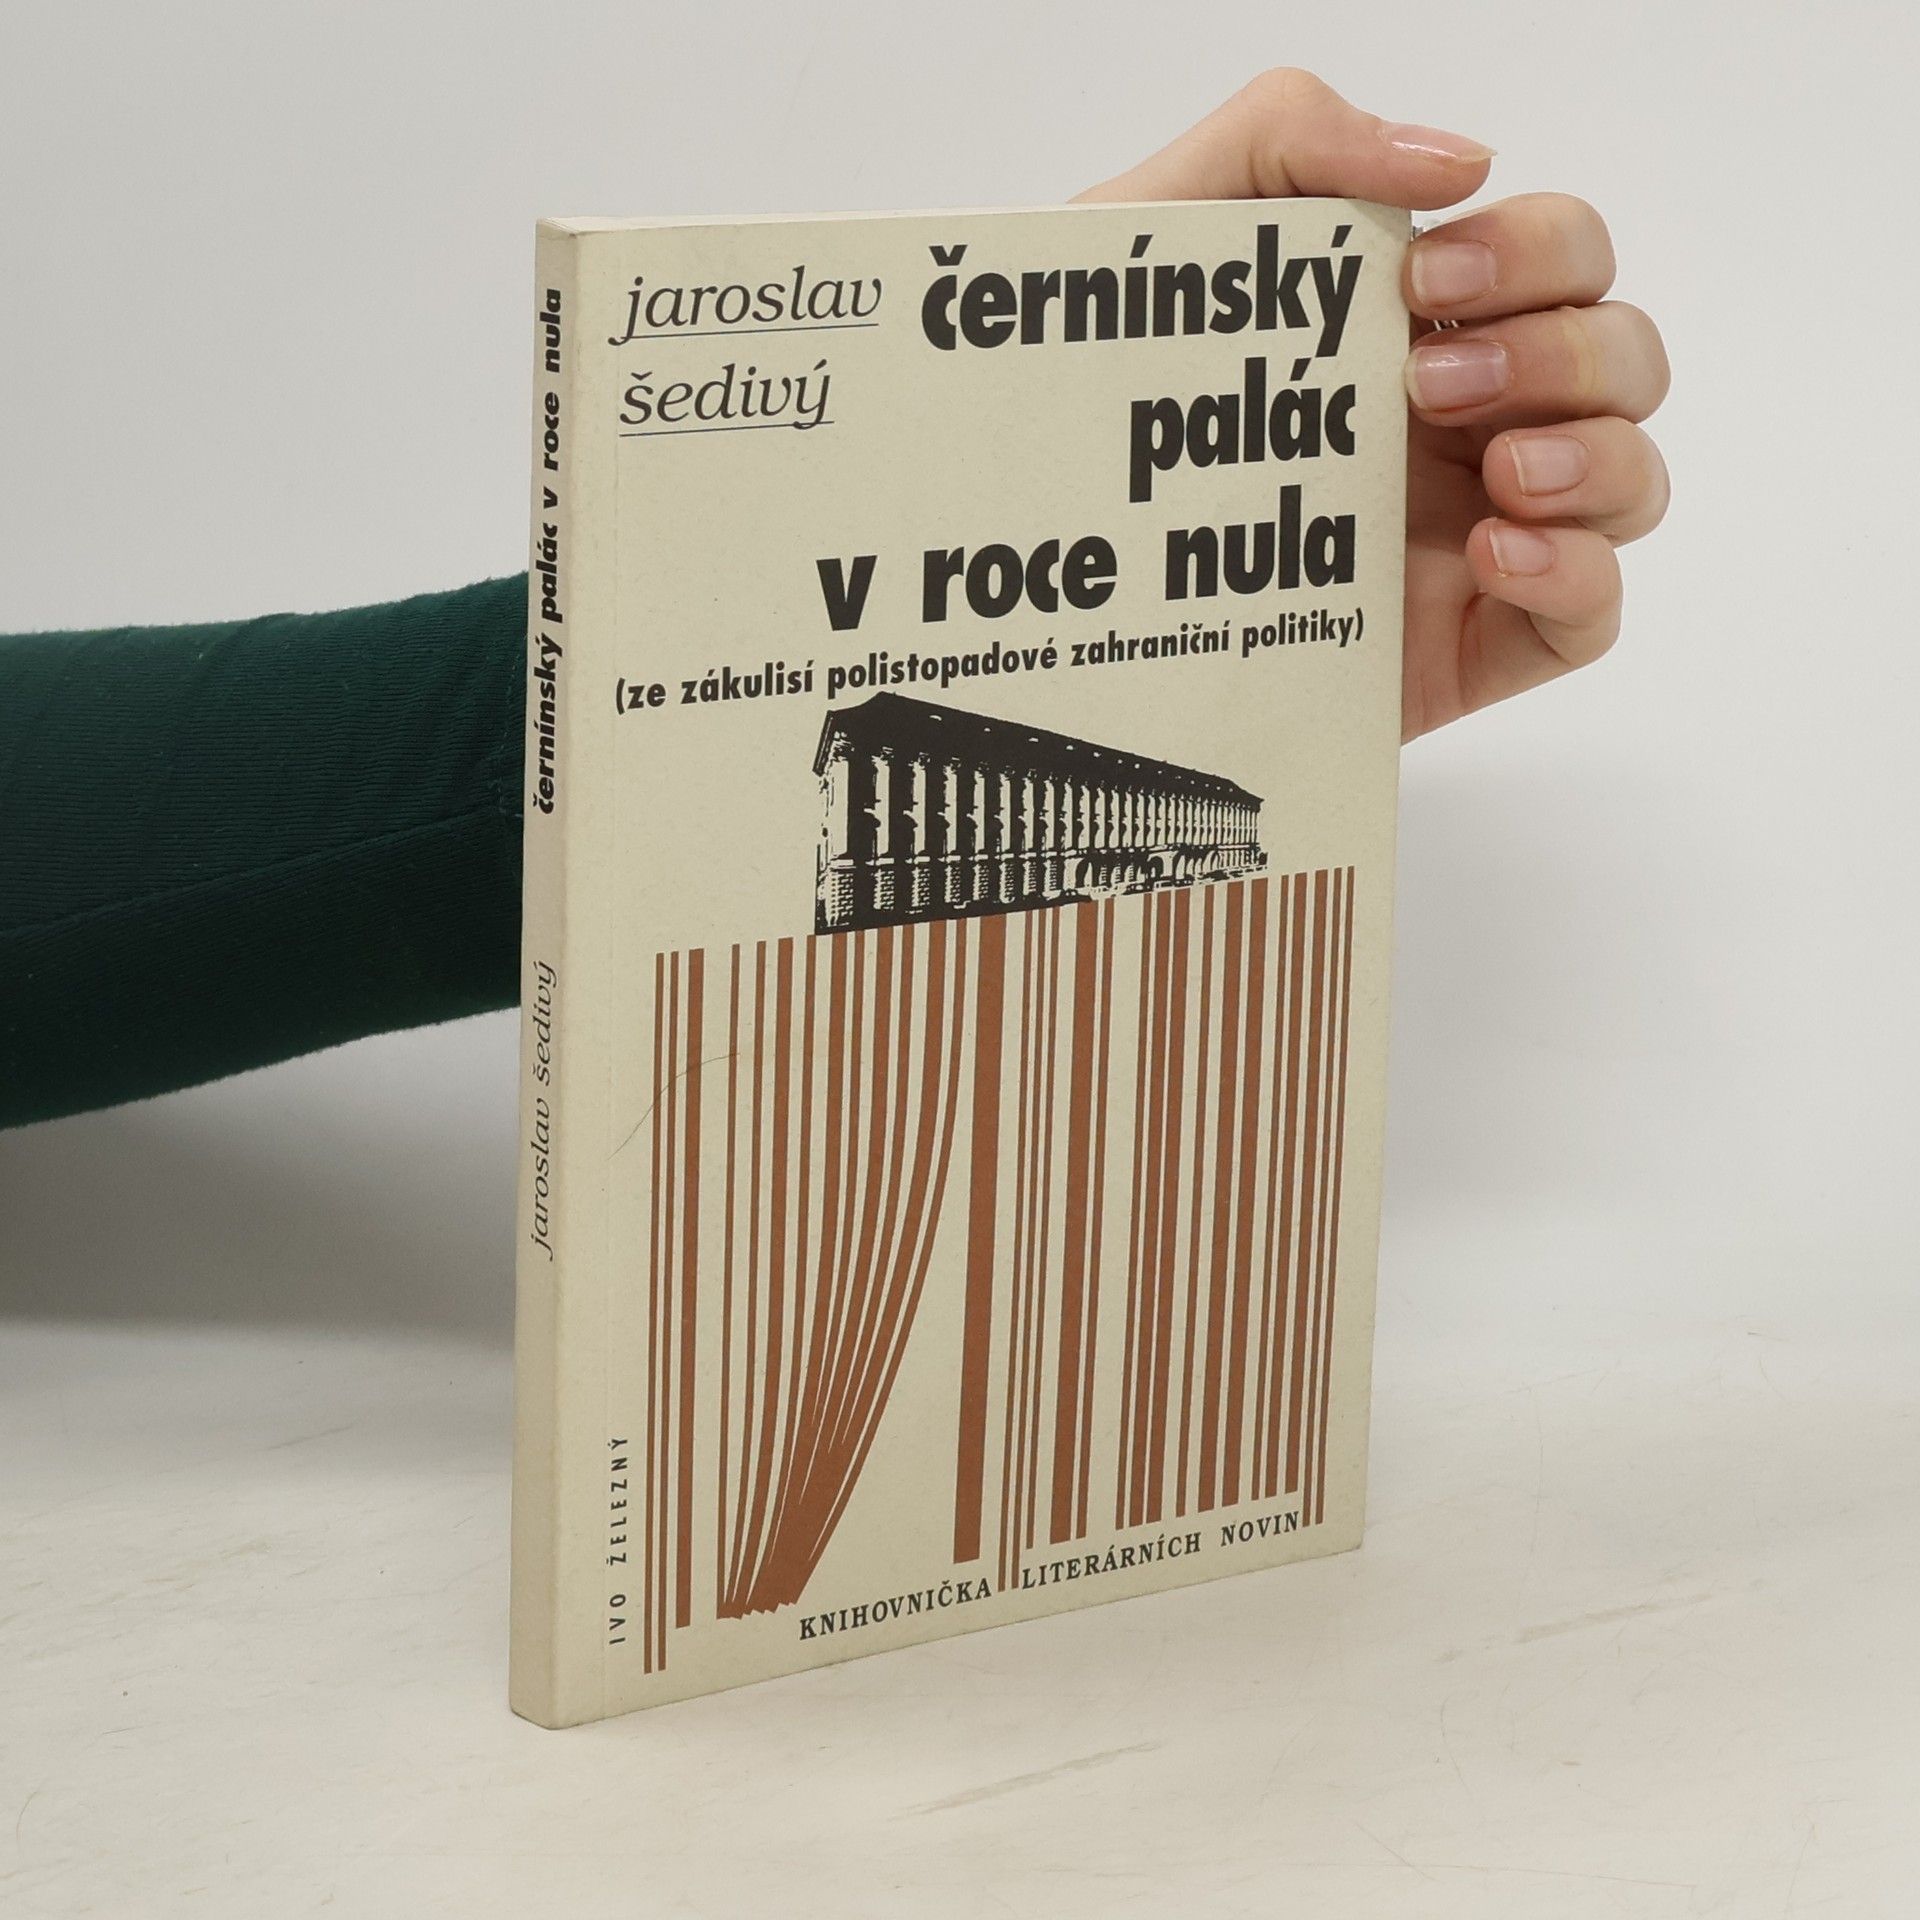 jaroslav
šedivý
černínský
palác
v roce nula
(ze zákulisí polistopadové zahraniční politiky)
IVO ŽELEZNÝ
KNIHOVNIČKA LITERÁRNÍCH NOVIN
černínský palác v roce nula
jaroslav šedivý